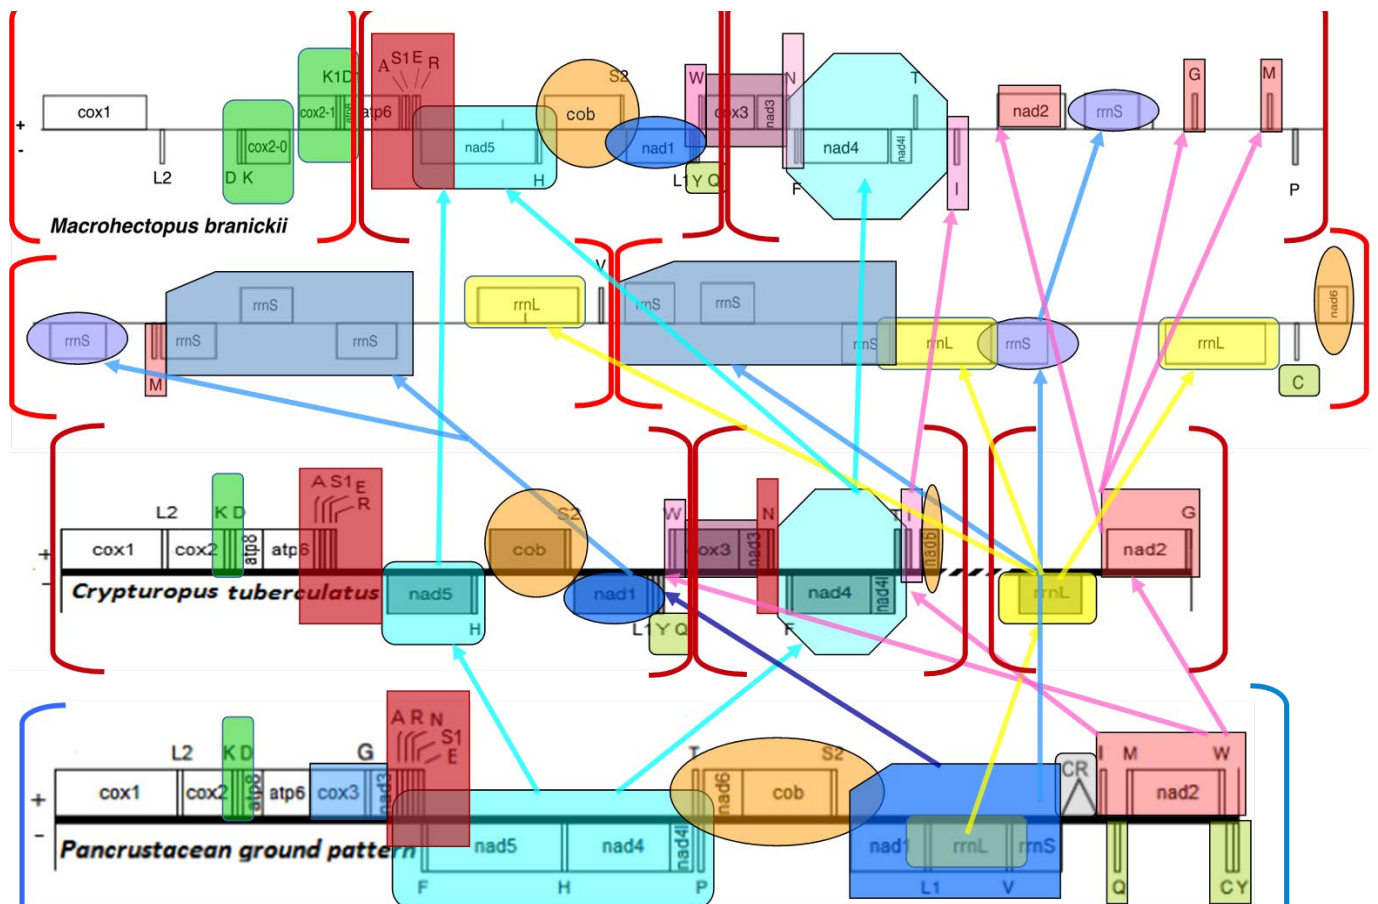 K1D1 A S1 E R S2 W N T G M
+ cox1 cox2-1 atp8 atp6 cob cox3 nad3 nad2 rrnS
- cox2-0 nad5 nad1 nad4 nad4l
L2 D K H L1 Y Q F I P
Macrohectopus branickii
V
rrnS rrnL rrnS rrnS nad6
rrnS rrnS rrnS rrnS rrnL rrnS rrnL
M C
A S1 E R
L2 K D S2 W N T I G
+ cox1 cox2 atp8 atp6 cob cox3 nad3 nad6 nad2
- Crypturopus tuberculatus nad5 nad1 nad4 nad4l rrnL
H L1 Y Q F
A R N S1 E
L2 K D G T S2 CR I M W
+ cox1 cox2 atp8 atp6 cox3 nad3 nad6 cob nad2
- Pancrustacean ground pattern nad5 nad4 nad4l nad1 rrnL rrnS
F H P L1 V Q C Y